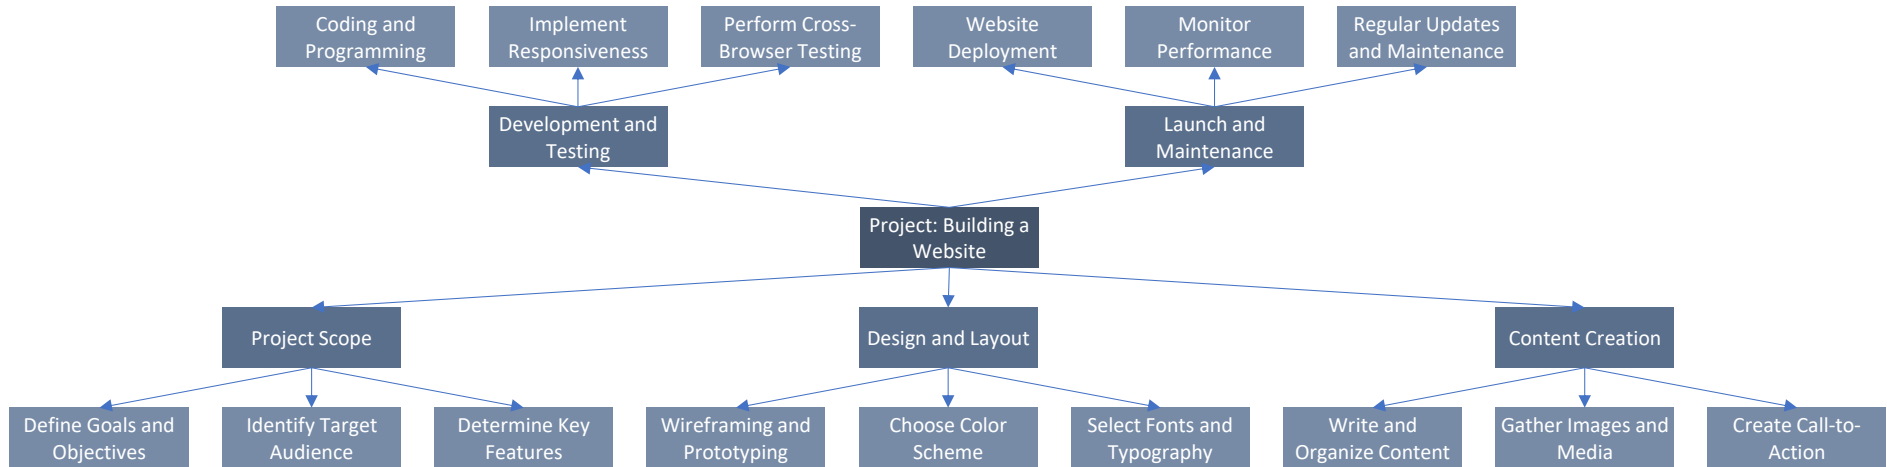 Coding and
Programming
Implement
Responsiveness
Perform Cross-
Browser Testing
Website
Deployment
Monitor
Performance
Regular Updates
and Maintenance
Development and
Testing
Launch and
Maintenance
Project: Building a
Website
Project Scope
Design and Layout
Content Creation
Define Goals and
Objectives
Identify Target
Audience
Determine Key
Features
Wireframing and
Prototyping
Choose Color
Scheme
Select Fonts and
Typography
Write and
Organize Content
Gather Images and
Media
Create Call-to-
Action